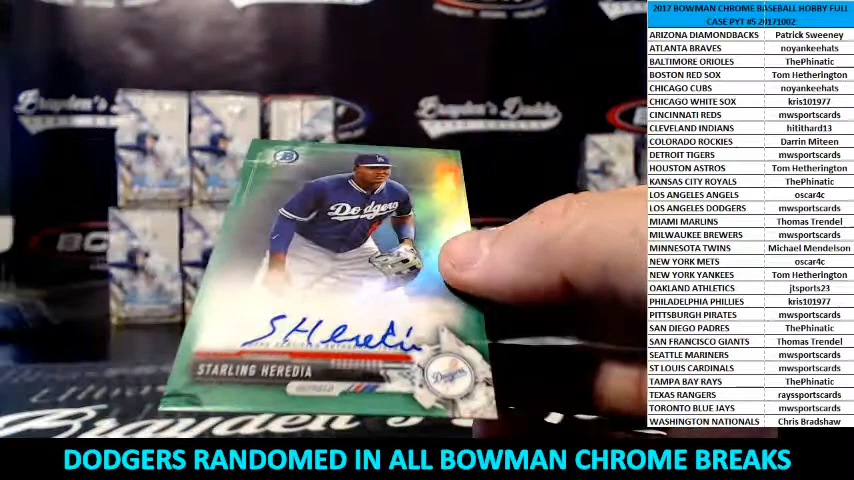 2017 BOWMAN CHROME BASEBALL HOBBY FULL
CASE PYT #5 20171002
ARIZONA DIAMONDBACKS Patrick Sweeney
ATLANTA BRAVES noyankeehats
BALTIMORE ORIOLES ThePhinatic
BOSTON RED SOX Tom Hetherington
CHICAGO CUBS noyankeehats
CHICAGO WHITE SOX kris101977
CINCINNATI REDS mwsportscards
CLEVELAND INDIANS hitithard13
COLORADO ROCKIES Darrin Miteen
DETROIT TIGERS mwsportscards
HOUSTON ASTROS Tom Hetherington
KANSAS CITY ROYALS ThePhinatic
LOS ANGELES ANGELS oscar4c
LOS ANGELES DODGERS mwsportscards
MIAMI MARLINS Thomas Trendel
MILWAUKEE BREWERS mwsportscards
MINNESOTA TWINS Michael Mendelson
NEW YORK METS oscar4c
NEW YORK YANKEES Tom Hetherington
OAKLAND ATHLETICS jtsports23
PHILADELPHIA PHILLIES kris101977
PITTSBURGH PIRATES mwsportscards
SAN DIEGO PADRES ThePhinatic
SAN FRANCISCO GIANTS Thomas Trendel
SEATTLE MARINERS mwsportscards
ST LOUIS CARDINALS mwsportscards
TAMPA BAY RAYS ThePhinatic
TEXAS RANGERS rayssportscards
TORONTO BLUE JAYS mwsportscards
WASHINGTON NATIONALS Chris Bradshaw
Brayden's Daddy
Dodgers
S Heredia
STARLING HEREDIA
Dodgers
Brayden's
DODGERS RANDOMED IN ALL BOWMAN CHROME BREAKS